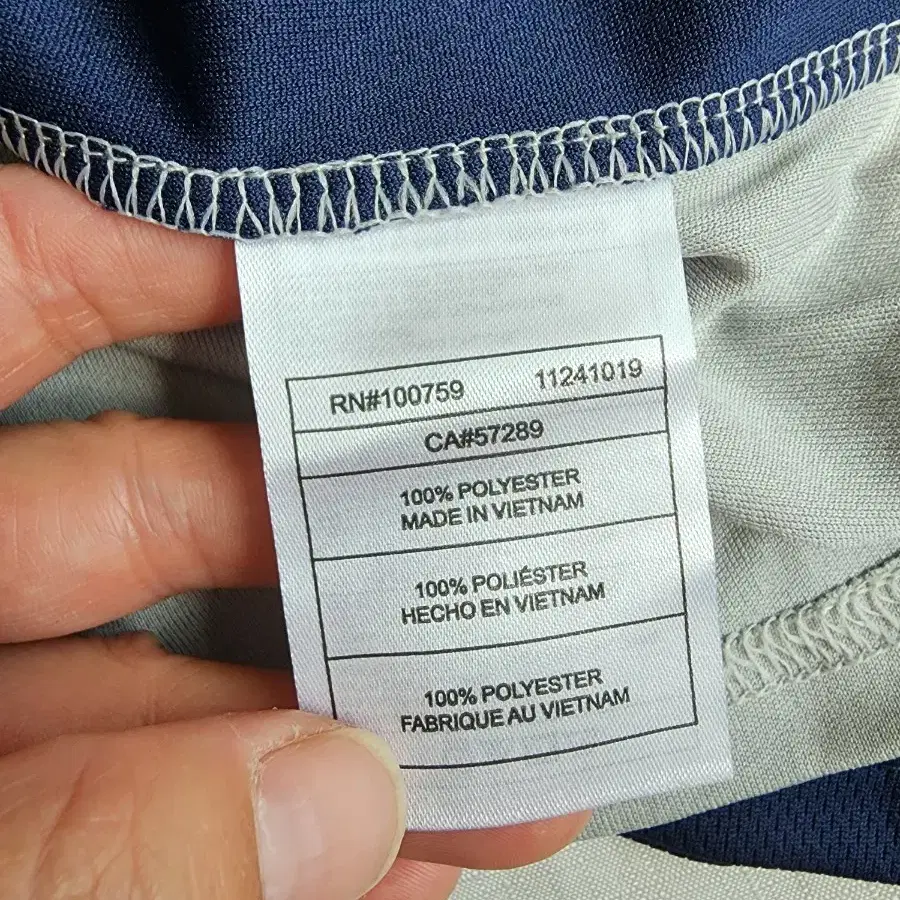 RN#100759 11241019
CA#57289
100% POLYESTER
MADE IN VIETNAM
100% POLIÉSTER
HECHO EN VIETNAM
100% POLYESTER
FABRIQUE AU VIETNAM